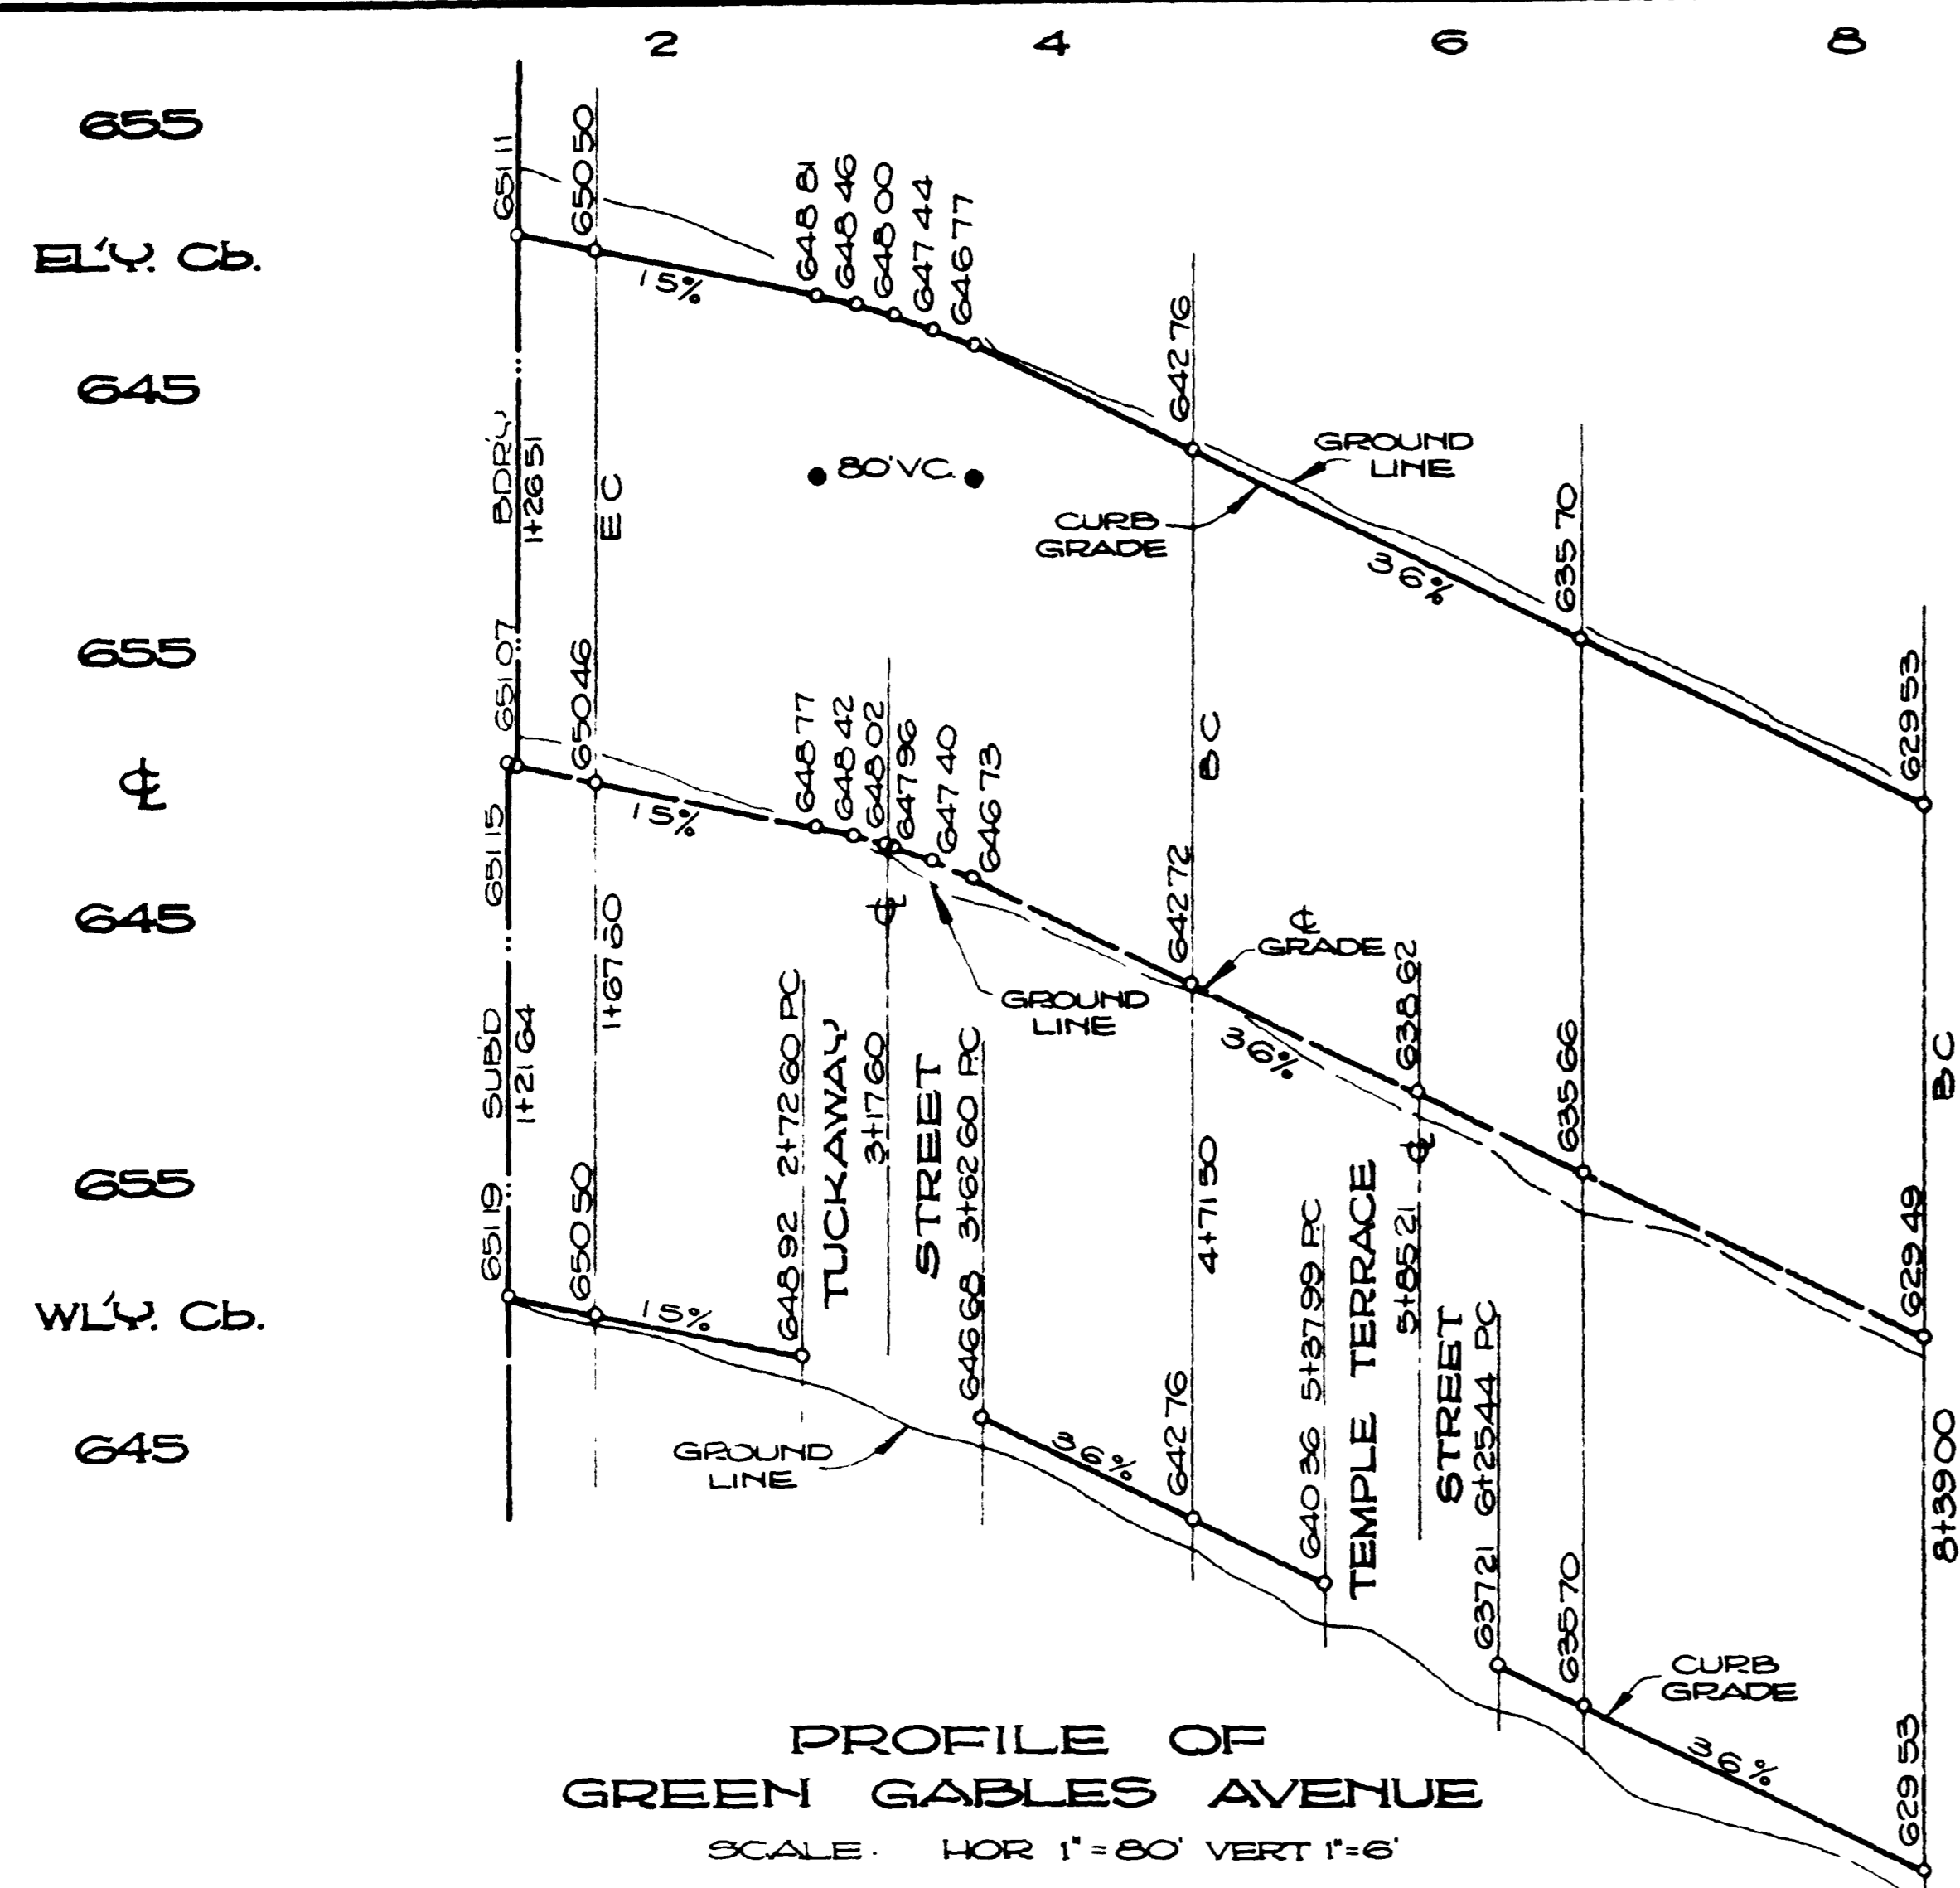 2 4 6 8
655
EL'Y. Cb.
645
651 11
650 50
648 81
648 46
648 00
647 44
646 77
642 76
635 70
629 53
15%
36%
BDR'Y
1+26 51
E C
80' V.C.
GROUND
LINE
CURB
GRADE
655
℄
645
651 07
651 15
650 46
648 77
648 42
648 02
647 96
647 40
646 73
642 72
638 62
635 66
629 49
15%
36%
B C
B C
℄
GROUND
LINE
℄
GRADE
SUB'D
1+21 64
1+67 60
TUCKAWAY
3+17 60
STREET
4+71 50
TEMPLE TERRACE
5+85 21
℄
STREET
8+39 00
655
WL'Y. Cb.
645
651 19
650 50
648 92 2+72 60 P.C
646 68 3+62 60 P.C
642 76
640 36 5+37 99 P.C
637 21 6+25 44 P.C
635 70
629 53
15%
36%
36%
GROUND
LINE
CURB
GRADE
PROFILE OF
GREEN GABLES AVENUE
SCALE. HOR 1"=80' VERT 1"=6'